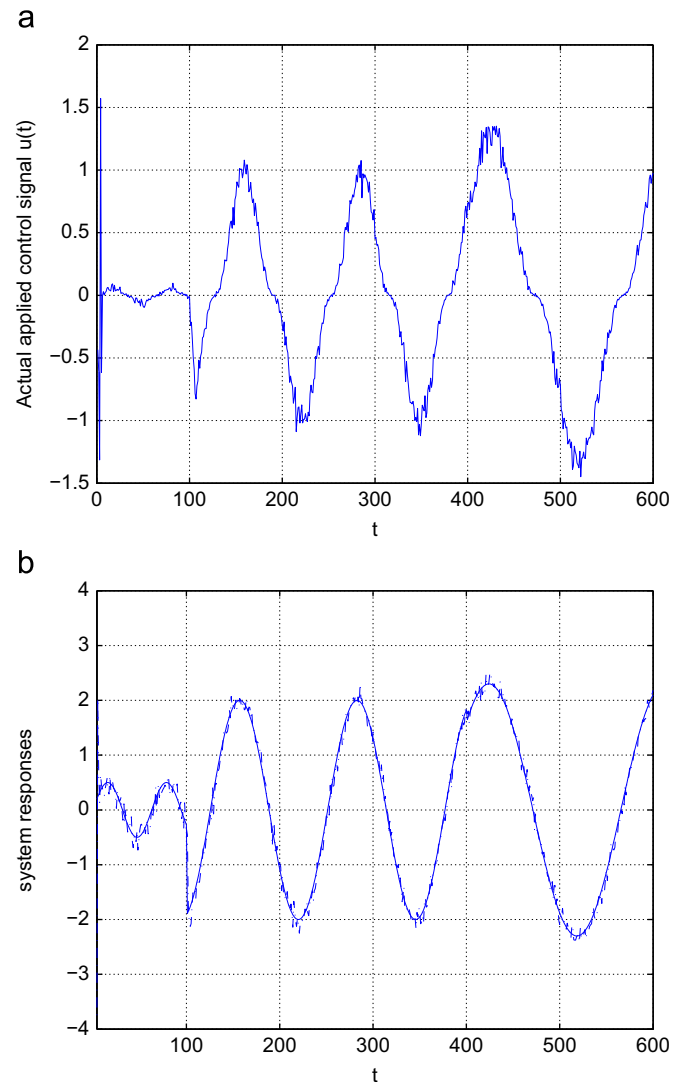 a
2
1.5
1
0.5
0
−0.5
−1
−1.5
0 100 200 300 400 500 600
t
Actual applied control signal u(t)
b
4
3
2
1
0
−1
−2
−3
−4
100 200 300 400 500 600
t
system responses